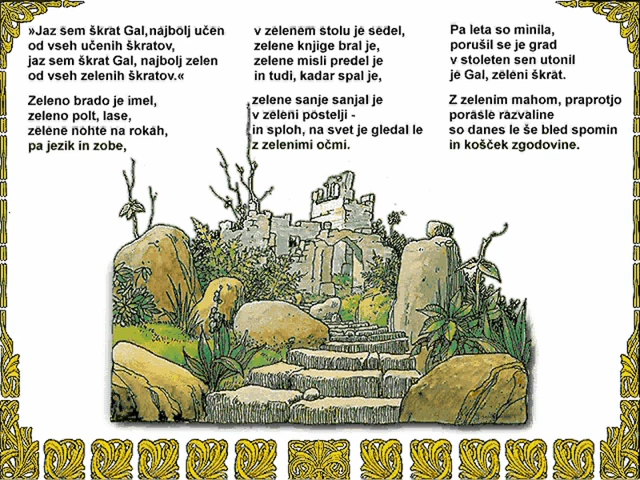 »Jaz sem škrat Gal,najbolj učen
od vseh učenih škratov,
jaz sem škrat Gal, najbolj zelen
od vseh zelenih škratov.«
Zeleno brado je imel,
zeleno polt, lase,
zelene nohte na rokah,
pa jezik in zobe,
v zelenem stolu je sedel,
zelene knjige bral je,
zelene misli predel je
in tudi, kadar spal je,
zelene sanje sanjal je
v zeleni postelji -
in sploh, na svet je gledal le
z zelenimi očmi.
Pa leta so minila,
porušil se je grad
v stoleten sen utonil
je Gal, zeleni škrat.
Z zelenim mahom, praprotjo
porasle razvaline
so danes le še bled spomin
in košček zgodovine.